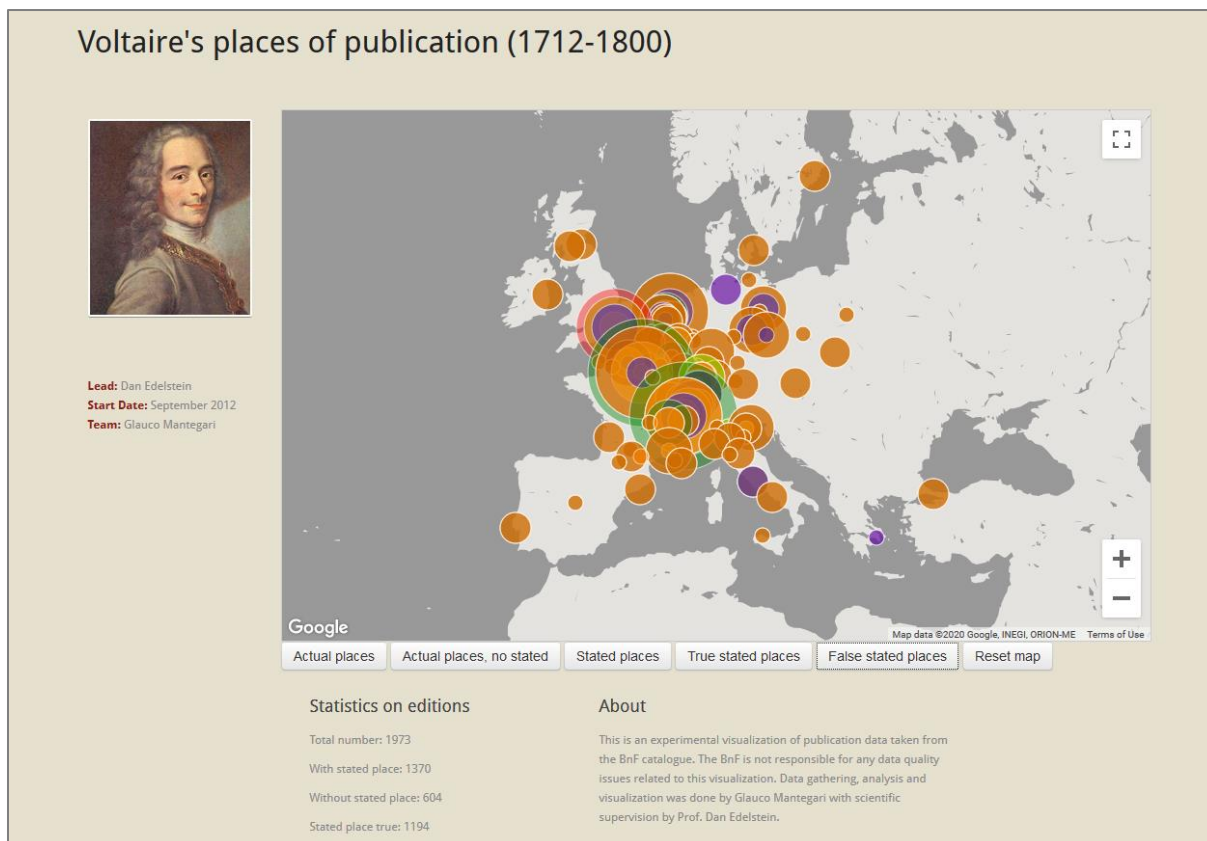 Voltaire's places of publication (1712-1800)
Lead: Dan Edelstein
Start Date: September 2012
Team: Glauco Mantegari
Google
Map data ©2020 Google, INEGI, ORION-ME Terms of Use
Actual places
Actual places, no stated
Stated places
True stated places
False stated places
Reset map
Statistics on editions
Total number: 1973
With stated place: 1370
Without stated place: 604
Stated place true: 1194
About
This is an experimental visualization of publication data taken from
the BnF catalogue. The BnF is not responsible for any data quality
issues related to this visualization. Data gathering, analysis and
visualization was done by Glauco Mantegari with scientific
supervision by Prof. Dan Edelstein.